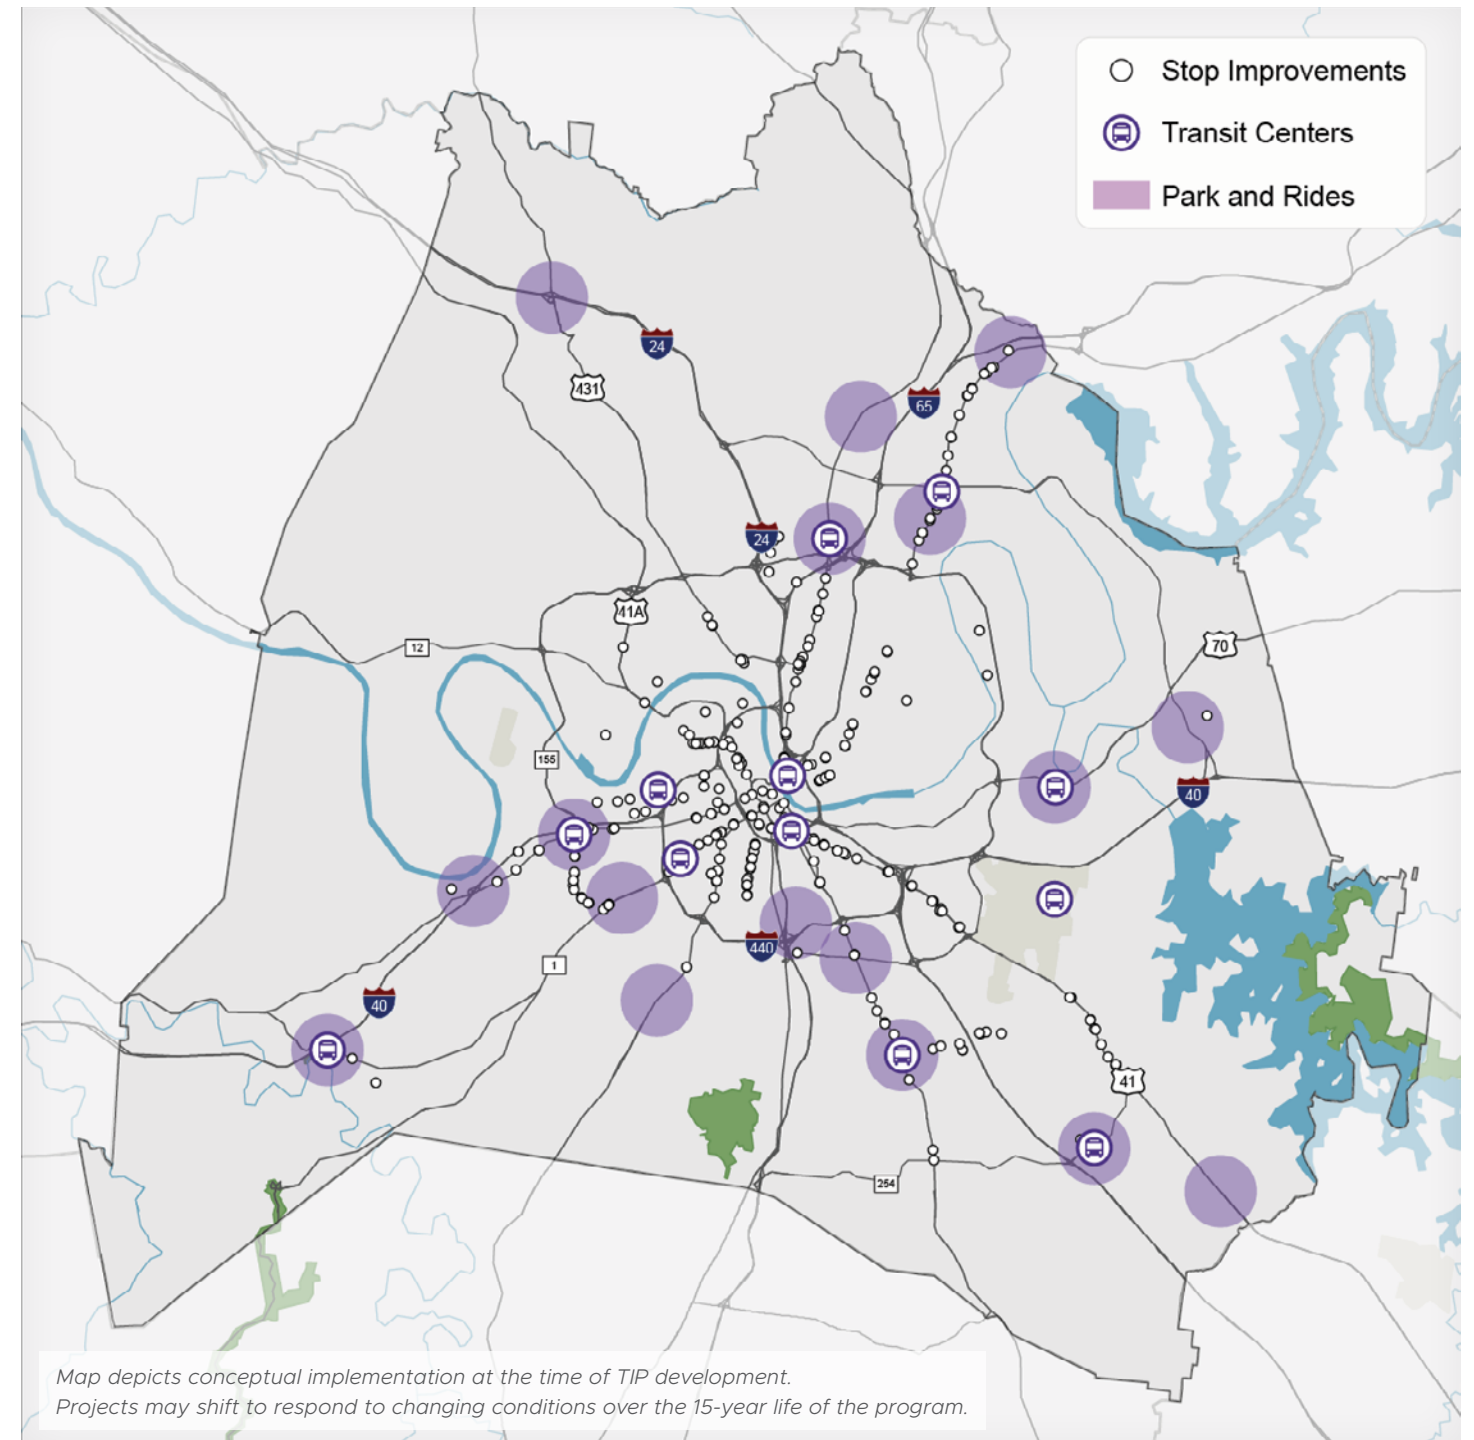 Stop Improvements
Transit Centers
Park and Rides
24
431
65
24
41A
12
70
155
40
440
1
40
41
254
Map depicts conceptual implementation at the time of TIP development.
Projects may shift to respond to changing conditions over the 15-year life of the program.